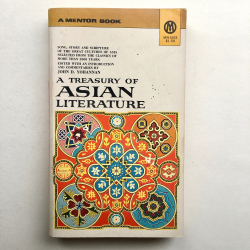 A MENTOR BOOK
SONG, STORY AND SCRIPTURE
OF THE GREAT CULTURES OF ASIA
SELECTED FROM THE CLASSICS OF
MORE THAN 3000 YEARS
EDITED WITH AN INTRODUCTION
AND COMMENTARIES BY
JOHN D. YOHANNAN
A TREASURY OF
ASIAN
LITERATURE